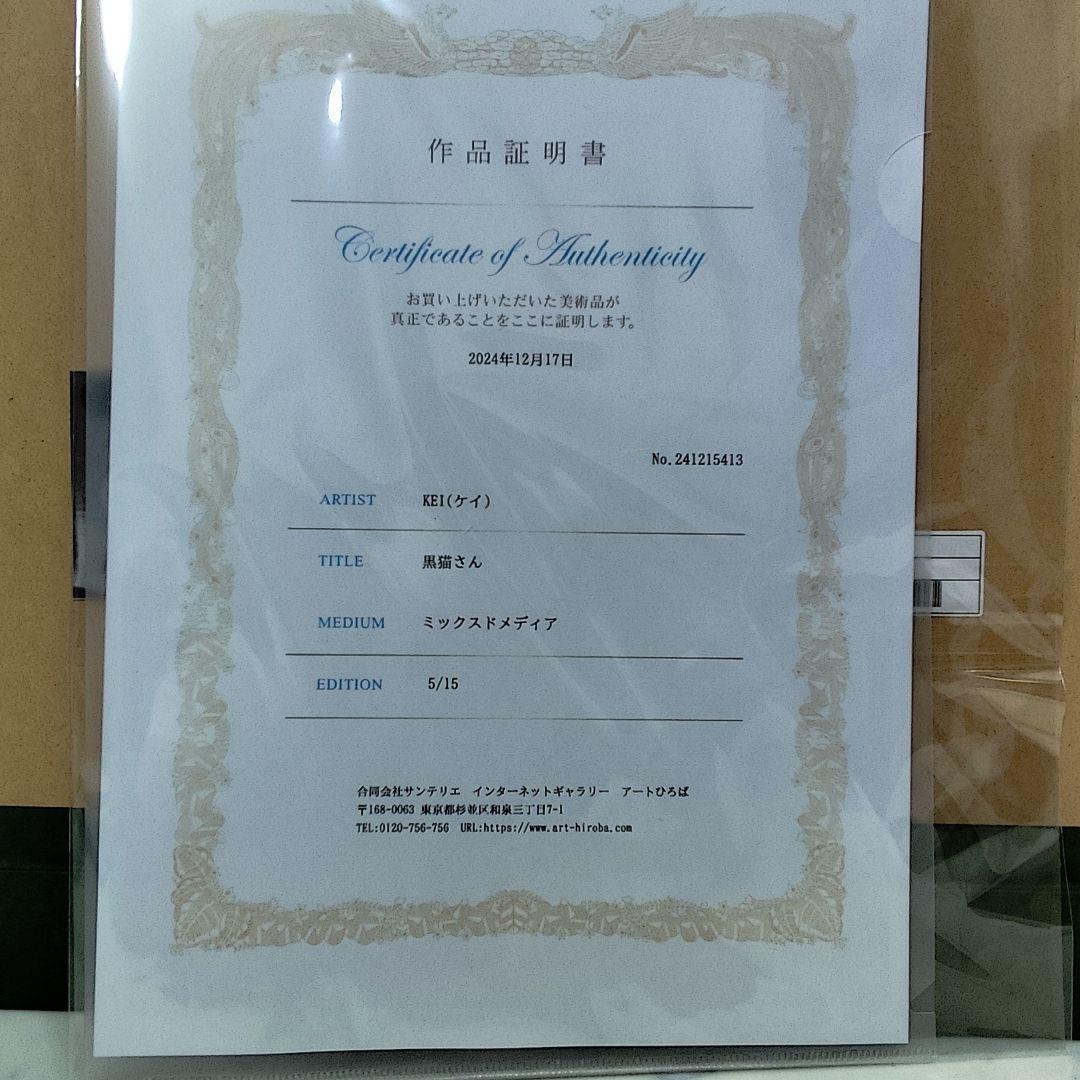 作品証明書
Certificate of Authenticity
お買い上げいただいた美術品が
真正であることをここに証明します。
2024年12月17日
No.241215413
ARTIST KEI(ケイ)
TITLE 黒猫さん
MEDIUM ミックスドメディア
EDITION 5/15
合同会社サンテリエ インターネットギャラリー アートひろば
〒168-0063 東京都杉並区和泉三丁目7-1
TEL:0120-756-756 URL:https://www.art-hiroba.com